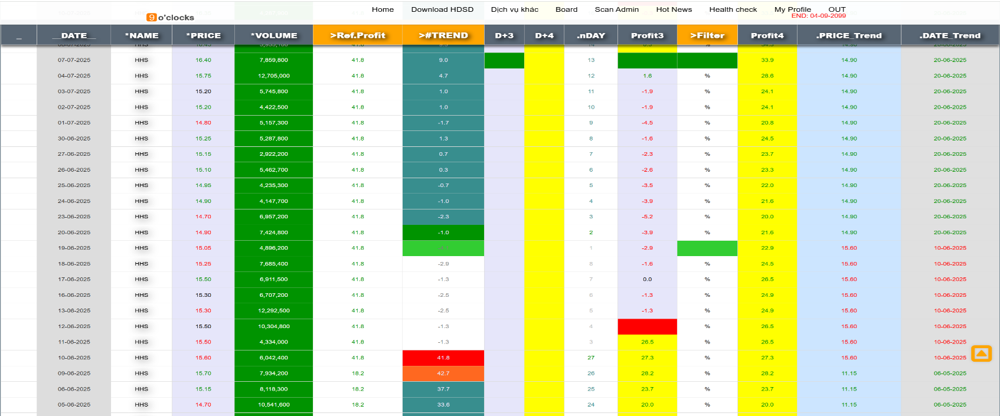 Home Download HDSD Dịch vụ khác Board Scan Admin Hot News Health check My Profile OUT
9 o'clocks
END: 04-09-2099
_ __DATE__ *NAME *PRICE *VOLUME >Ref.Profit >#TREND D+3 D+4 .nDAY Profit3 >Filter Profit4 .PRICE_Trend .DATE_Trend
07-07-2025 HHS 16.40 7,859,800 41.8 9.0 13 33.9 14.90 20-06-2025
04-07-2025 HHS 15.75 12,705,000 41.8 4.7 12 1.6 % 28.6 14.90 20-06-2025
03-07-2025 HHS 15.20 5,745,800 41.8 1.0 11 -1.9 % 24.1 14.90 20-06-2025
02-07-2025 HHS 15.20 4,422,500 41.8 1.0 10 -1.9 % 24.1 14.90 20-06-2025
01-07-2025 HHS 14.80 5,157,300 41.8 -1.7 9 -4.5 % 20.8 14.90 20-06-2025
30-06-2025 HHS 15.25 5,287,800 41.8 1.3 8 -1.6 % 24.5 14.90 20-06-2025
27-06-2025 HHS 15.15 2,922,200 41.8 0.7 7 -2.3 % 23.7 14.90 20-06-2025
26-06-2025 HHS 15.10 5,462,700 41.8 0.3 6 -2.6 % 23.3 14.90 20-06-2025
25-06-2025 HHS 14.95 4,235,300 41.8 -0.7 5 -3.5 % 22.0 14.90 20-06-2025
24-06-2025 HHS 14.90 4,147,700 41.8 -1.0 4 -3.9 % 21.6 14.90 20-06-2025
23-06-2025 HHS 14.70 6,957,200 41.8 -2.3 3 -5.2 % 20.0 14.90 20-06-2025
20-06-2025 HHS 14.90 7,424,800 41.8 -1.0 2 -3.9 % 21.6 14.90 20-06-2025
19-06-2025 HHS 15.05 4,896,200 41.8 1 -2.9 22.9 15.60 10-06-2025
18-06-2025 HHS 15.25 7,685,400 41.8 -2.9 8 -1.6 % 24.5 15.60 10-06-2025
17-06-2025 HHS 15.50 6,911,500 41.8 -1.3 7 0.0 % 26.5 15.60 10-06-2025
16-06-2025 HHS 15.30 6,707,200 41.8 -2.5 6 -1.3 % 24.9 15.60 10-06-2025
13-06-2025 HHS 15.30 12,292,500 41.8 -2.5 5 -1.3 % 24.9 15.60 10-06-2025
12-06-2025 HHS 15.50 10,304,800 41.8 -1.3 4 % 26.5 15.60 10-06-2025
11-06-2025 HHS 15.50 4,334,000 41.8 -1.3 3 26.5 % 26.5 15.60 10-06-2025
10-06-2025 HHS 15.60 6,042,400 41.8 41.8 27 27.3 % 27.3 15.60 10-06-2025
09-06-2025 HHS 15.70 7,934,200 18.2 42.7 26 28.2 % 28.2 11.15 06-05-2025
06-06-2025 HHS 15.15 8,118,300 18.2 37.7 25 23.7 % 23.7 11.15 06-05-2025
05-06-2025 HHS 14.70 10,541,600 18.2 33.6 24 20.0 % 20.0 11.15 06-05-2025